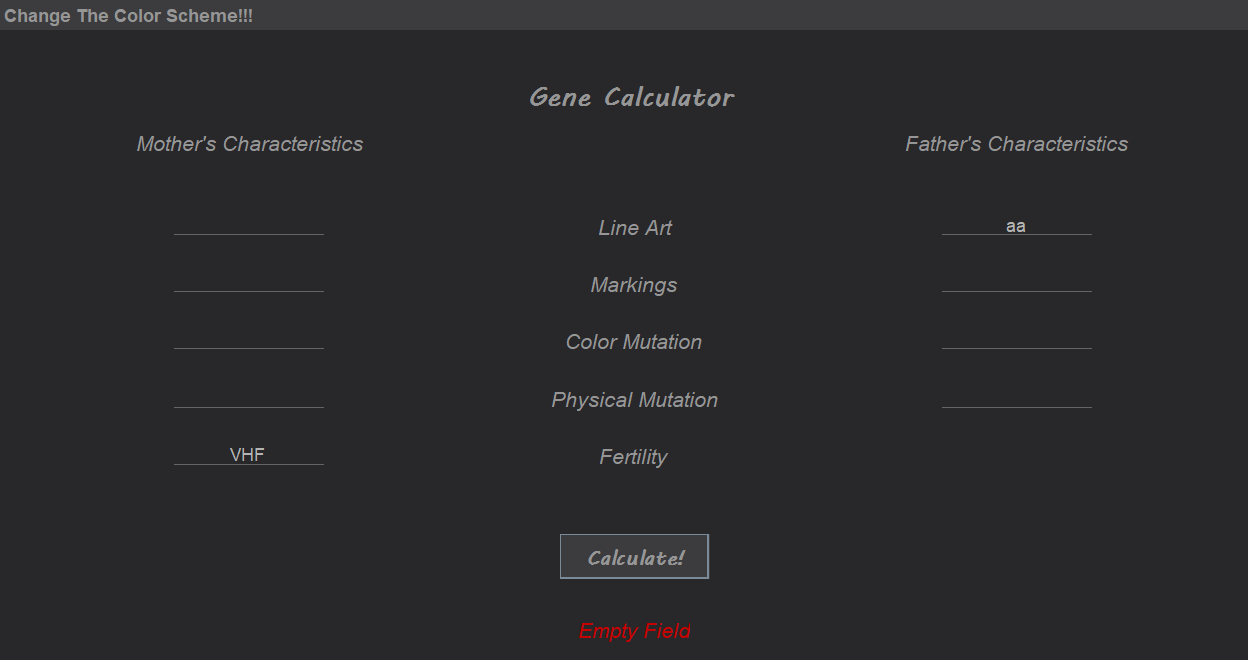 Change The Color Scheme!!!
Gene Calculator
Mother's Characteristics
Father's Characteristics
Line Art
aa
Markings
Color Mutation
Physical Mutation
VHF
Fertility
Calculate!
Empty Field